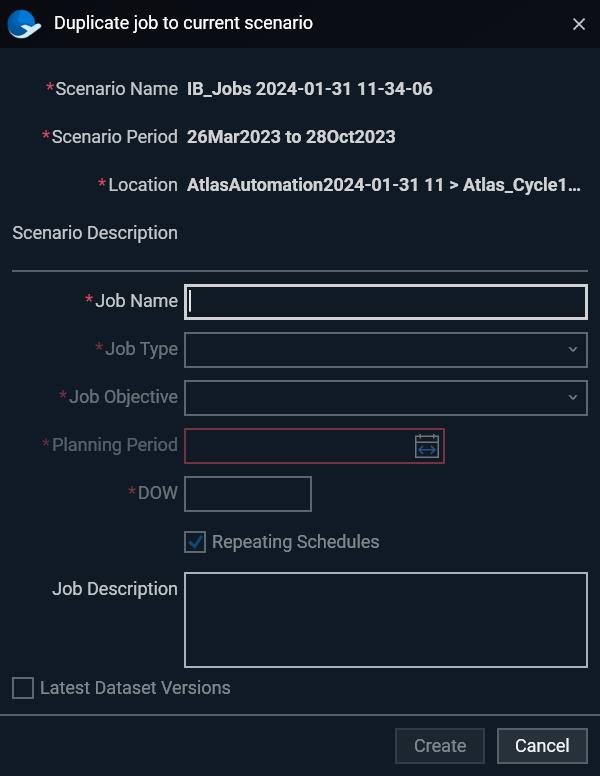 Duplicate job to current scenario
*Scenario Name IB_Jobs 2024-01-31 11-34-06
*Scenario Period 26Mar2023 to 28Oct2023
*Location AtlasAutomation2024-01-31 11 > Atlas_Cycle1...
Scenario Description
*Job Name
*Job Type
*Job Objective
*Planning Period
*DOW
Repeating Schedules
Job Description
Latest Dataset Versions
Create Cancel